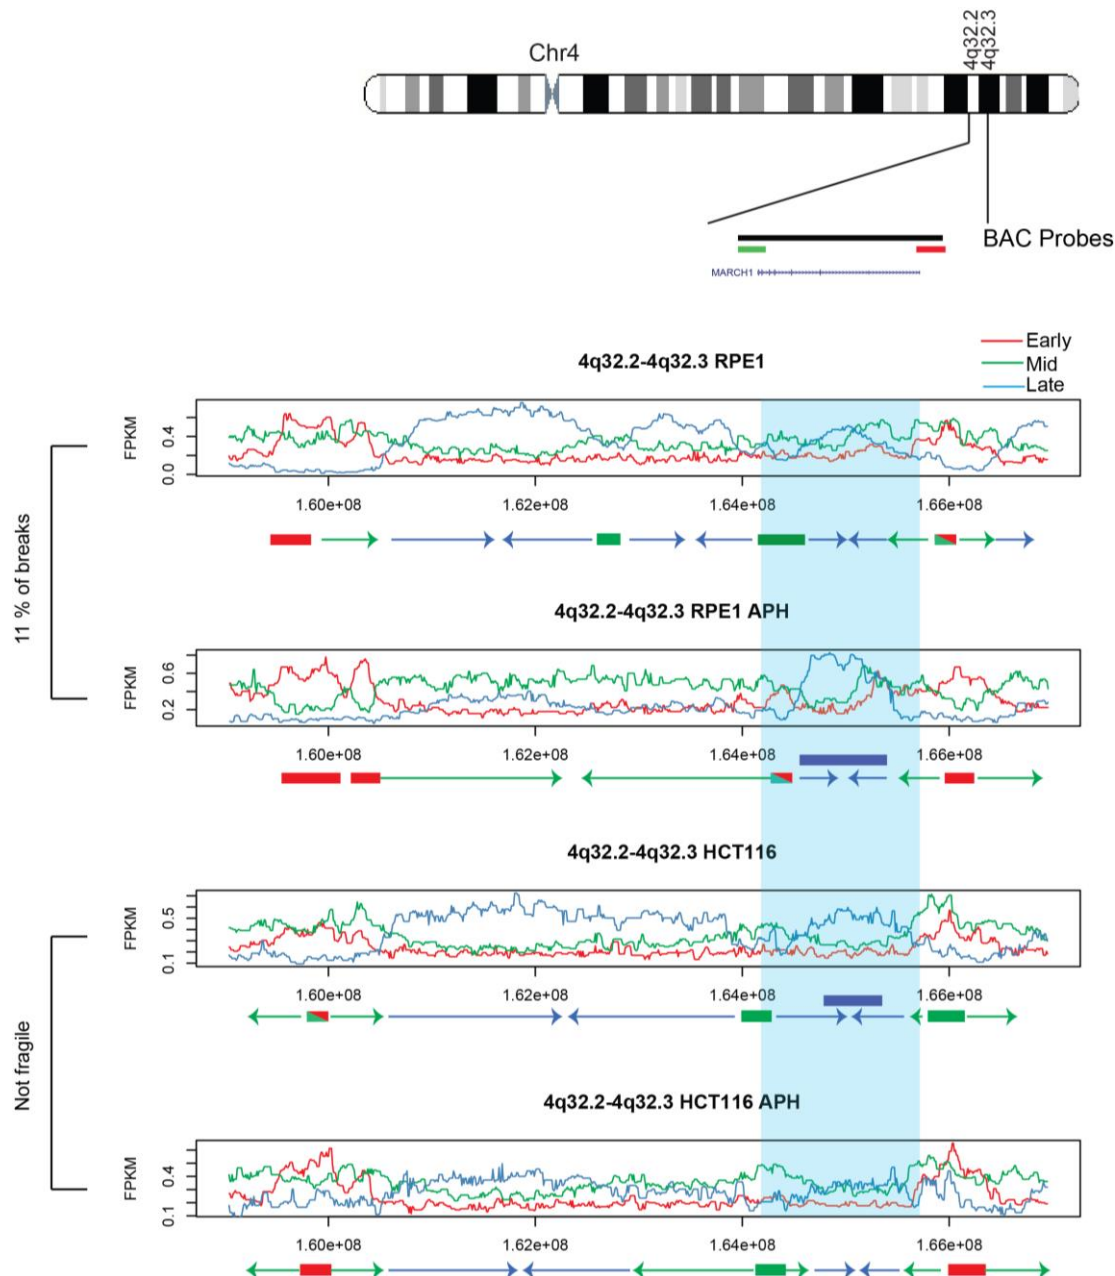 4q32.2
4q32.3
Chr4
BAC Probes
MARCH1
Early
Mid
Late
11 % of breaks
4q32.2-4q32.3 RPE1
FPKM
0.4
0.0
1.60e+08 1.62e+08 1.64e+08 1.66e+08
4q32.2-4q32.3 RPE1 APH
FPKM
0.6
0.2
1.60e+08 1.62e+08 1.64e+08 1.66e+08
Not fragile
4q32.2-4q32.3 HCT116
FPKM
0.5
0.1
1.60e+08 1.62e+08 1.64e+08 1.66e+08
4q32.2-4q32.3 HCT116 APH
FPKM
0.4
0.1
1.60e+08 1.62e+08 1.64e+08 1.66e+08